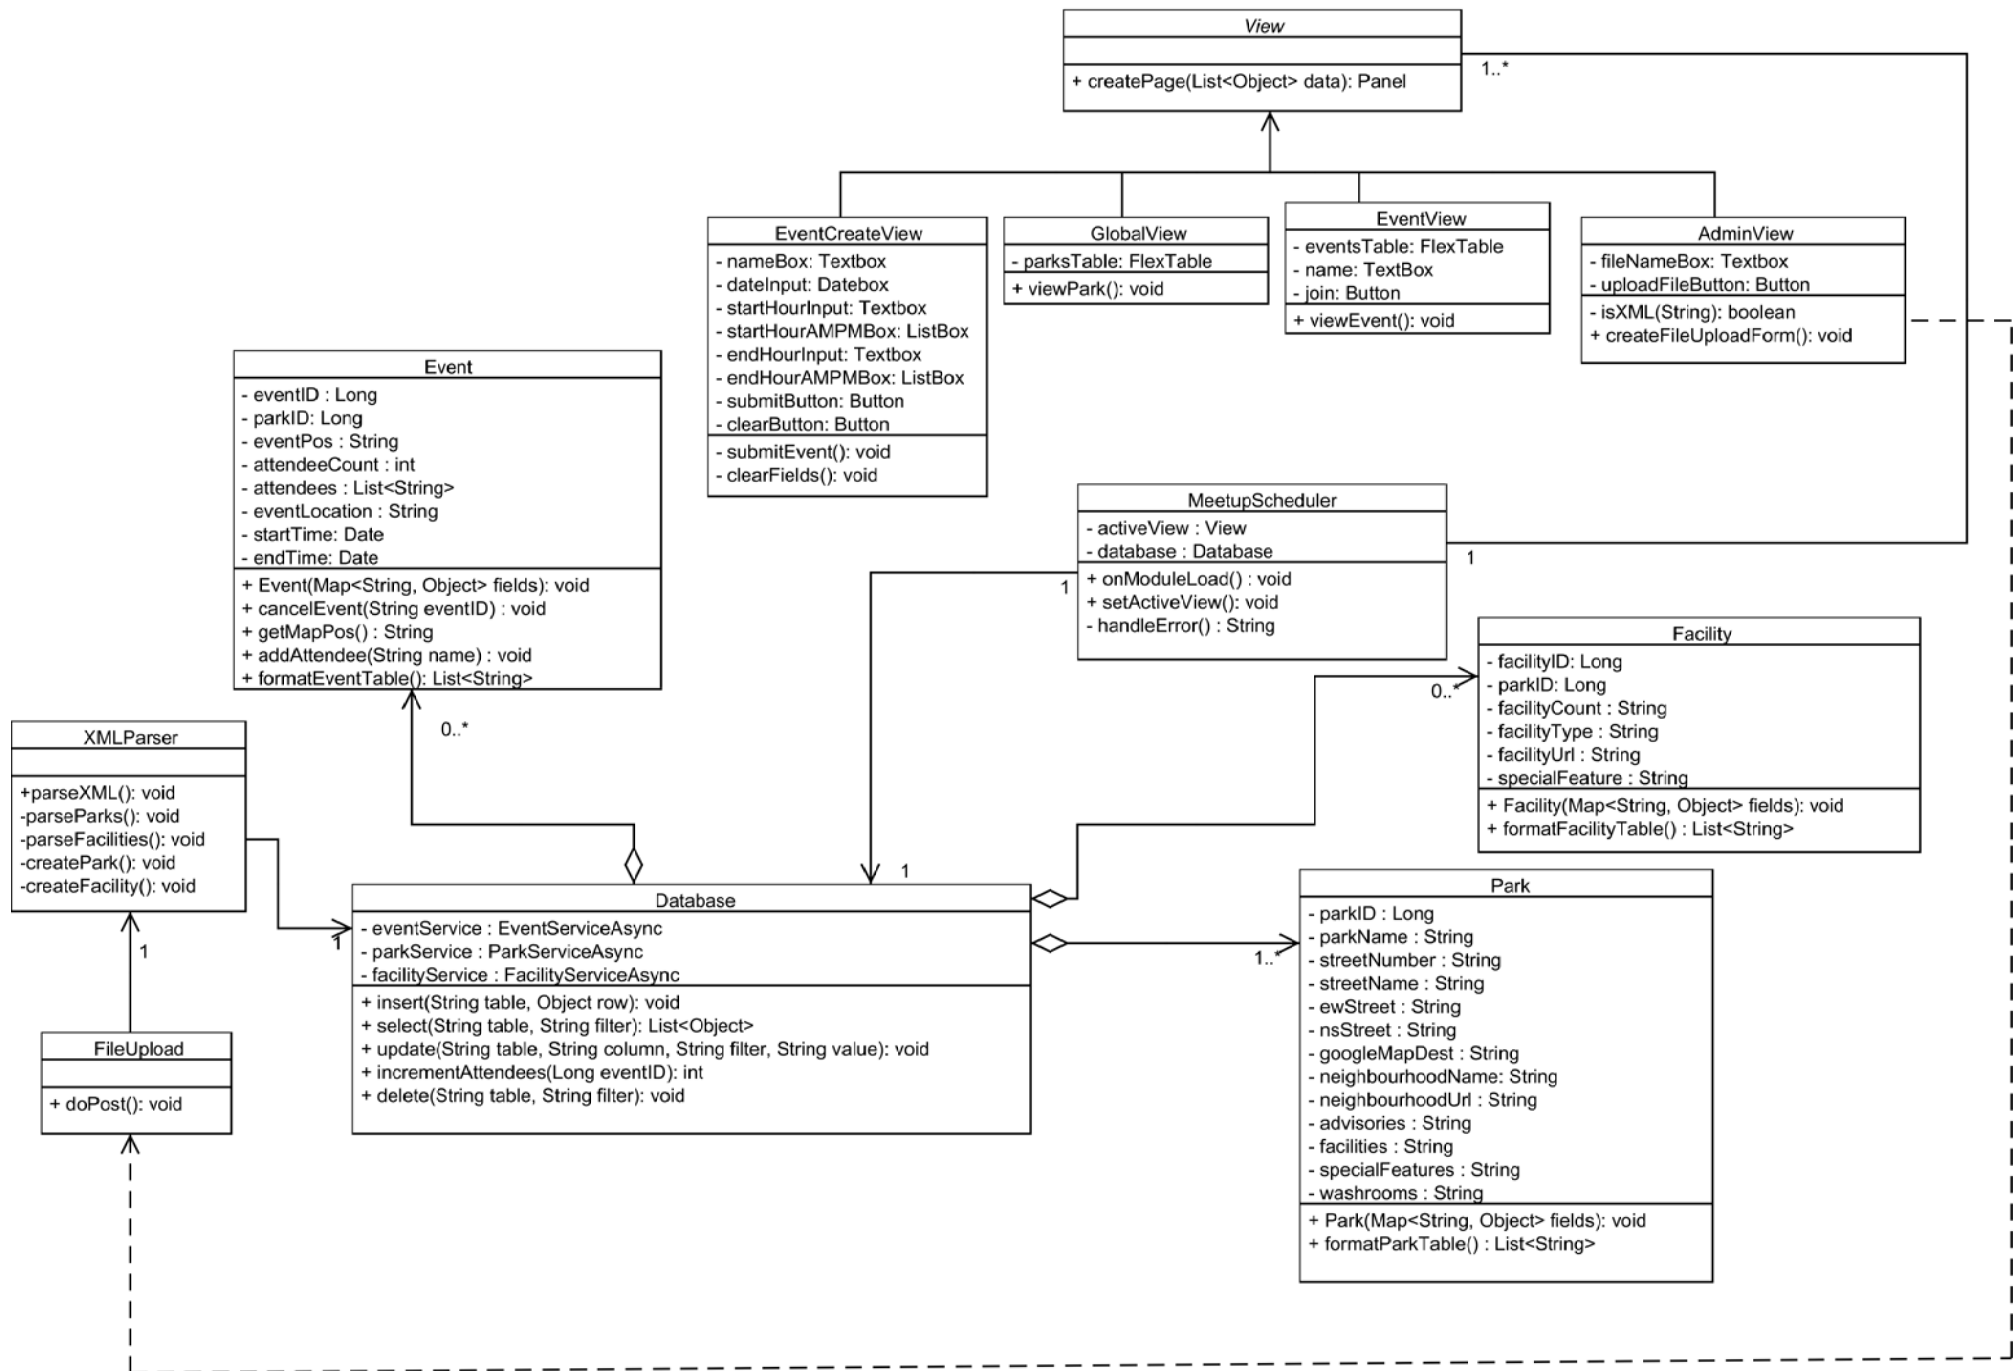 View
+ createPage(List<Object> data): Panel
1..*
EventCreateView
- nameBox: Textbox
- dateInput: Datebox
- startHourInput: Textbox
- startHourAMPMBox: ListBox
- endHourInput: Textbox
- endHourAMPMBox: ListBox
- submitButton: Button
- clearButton: Button
- submitEvent(): void
- clearFields(): void
GlobalView
- parksTable: FlexTable
+ viewPark(): void
EventView
- eventsTable: FlexTable
- name: TextBox
- join: Button
+ viewEvent(): void
AdminView
- fileNameBox: Textbox
- uploadFileButton: Button
- isXML(String): boolean
+ createFileUploadForm(): void
Event
- eventID : Long
- parkID: Long
- eventPos : String
- attendeeCount : int
- attendees : List<String>
- eventLocation : String
- startTime: Date
- endTime: Date
+ Event(Map<String, Object> fields): void
+ cancelEvent(String eventID) : void
+ getMapPos() : String
+ addAttendee(String name) : void
+ formatEventTable(): List<String>
0..*
MeetupScheduler
- activeView : View
- database : Database
+ onModuleLoad() : void
+ setActiveView(): void
- handleError() : String
1
1
Facility
- facilityID: Long
- parkID: Long
- facilityCount : String
- facilityType : String
- facilityUrl : String
- specialFeature : String
+ Facility(Map<String, Object> fields): void
+ formatFacilityTable() : List<String>
0..*
XMLParser
+parseXML(): void
-parseParks(): void
-parseFacilities(): void
-createPark(): void
-createFacility(): void
1
1
1
Database
- eventService : EventServiceAsync
- parkService : ParkServiceAsync
- facilityService : FacilityServiceAsync
+ insert(String table, Object row): void
+ select(String table, String filter): List<Object>
+ update(String table, String column, String filter, String value): void
+ incrementAttendees(Long eventID): int
+ delete(String table, String filter): void
1..*
Park
- parkID : Long
- parkName : String
- streetNumber : String
- streetName : String
- ewStreet : String
- nsStreet : String
- googleMapDest : String
- neighbourhoodName: String
- neighbourhoodUrl : String
- advisories : String
- facilities : String
- specialFeatures : String
- washrooms : String
+ Park(Map<String, Object> fields): void
+ formatParkTable() : List<String>
FileUpload
+ doPost(): void